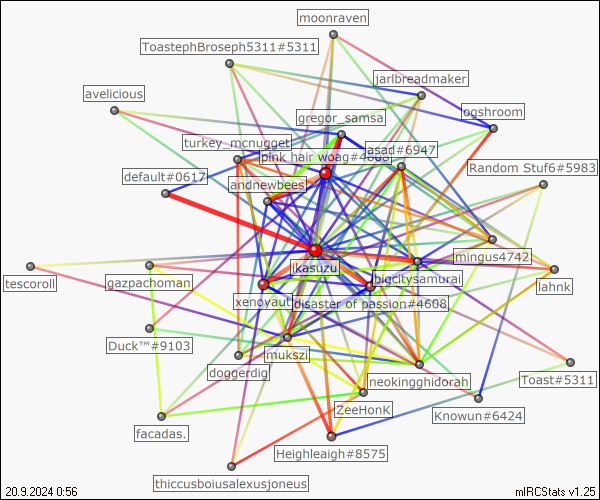 moonraven
ToastephBroseph5311#5311
jarlbreadmaker
avelicious
gregor_samsa
ogshroom
turkey_mcnugget
asad#6947
pink hair woag#4008
Random Stuf6#5983
default#0617
andnewbees
mingus4742
ikasuzu
bigcitysamurai
tescoroll
gazpachoman
lahnk
xenoyaut
disaster of passion#4608
Duck™#9103
mukszi
doggerdig
neokingghidorah
Toast#5311
ZeeHonK
Knowun#6424
facadas.
Heighleaigh#8575
thiccusboiusalexusjoneus
20.9.2024 0:56
mIRCStats v1.25